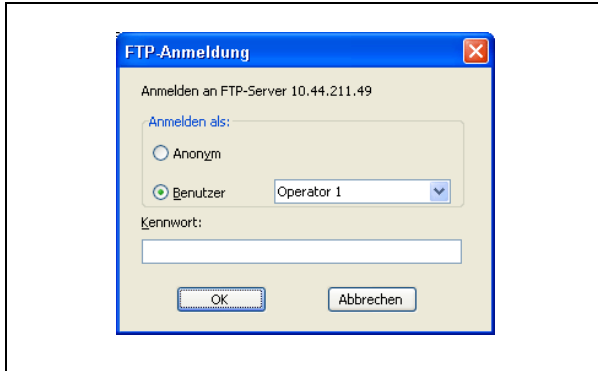 FTP-Anmeldung
Anmelden an FTP-Server 10.44.211.49
Anmelden als:
Anonym
Benutzer Operator 1
Kennwort:
OK Abbrechen